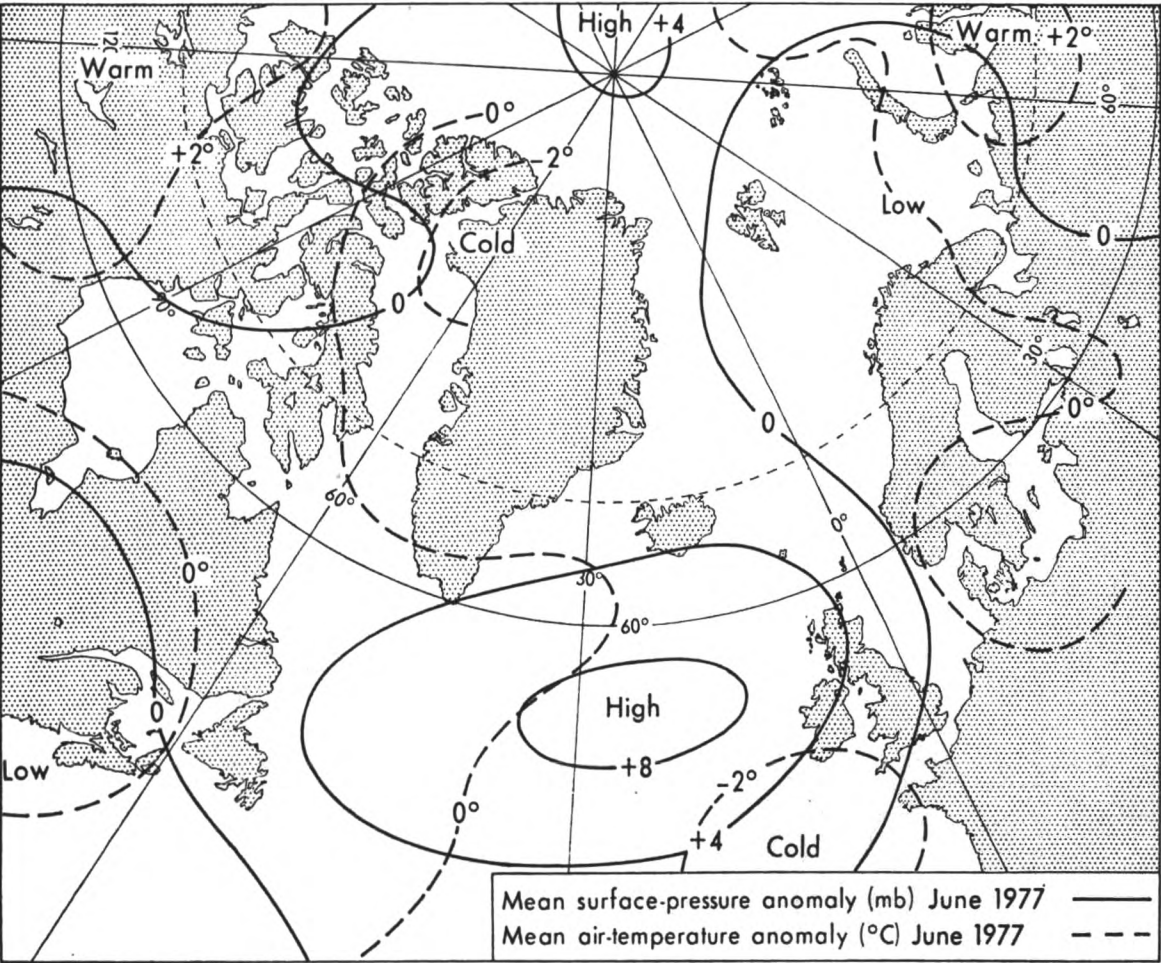 High +4
Warm +2°
120
Warm
60°
0°
+2°
-2°
Low
Cold
0
0
30°
0°
0
60°
0°
0°
30°
60°
High
0
+8
Low
-2°
0°
+4
Cold
Mean surface-pressure anomaly (mb) June 1977
Mean air-temperature anomaly (°C) June 1977